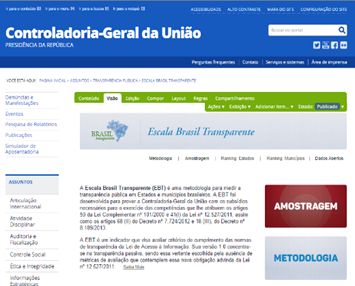 Ir para o conteúdo Ir para o menu Ir para a busca Ir para o rodapé
ACESSIBILIDADE ALTO CONTRASTE MAPA DO SITE CONFIGURAÇÃO DO SITE
Controladoria-Geral da União
PRESIDÊNCIA DA REPÚBLICA
Buscar no portal
Perguntas frequentes Contato Serviços e sistemas Área de imprensa
VOCÊ ESTÁ AQUI: PÁGINA INICIAL > ASSUNTOS > TRANSPARÊNCIA PÚBLICA > ESCALA BRASIL TRANSPARENTE
Denúncias e
Manifestações
Eventos
Pesquisa de Relatórios
Publicações
Simulador de
Aposentadoria
ASSUNTOS
Articulação
Internacional
Atividade
Disciplinar
Auditoria e
Fiscalização
Controle Social
Ética e Integridade
Informações
Estratégicas
Conteúdo Visão Edição Compor Layout Regras Compartilhamento
Ações Exibição Adicionar item... Estado: Publicado
BRASIL
TRANSPARENTE
Escala Brasil Transparente
Metodologia | Amostragem | Ranking Estados | Ranking Municípios | Dados Abertos
A Escala Brasil Transparente (EBT) é uma metodologia para medir a
transparência pública em Estados e municípios brasileiros. A EBT foi
desenvolvida para prover a Controladoria-Geral da União com os subsídios
necessários para o exercício das competências que lhe atribuem os artigos
59 da Lei Complementar nº 101/2000 e 41(I) da Lei nº 12.527/2011, assim
como os artigos 68 (II) do Decreto nº 7.724/2012 e 18 (III), do Decreto nº
8.109/2013.
A EBT é um indicador que visa avaliar critérios do cumprimento das normas
de transparência da Lei de Acesso à Informação. Sua versão 1.0 concentra-
se na transparência passiva, sendo essa vertente escolhida pela ausência de
métricas de avaliação que contemplem essa nova obrigação advinda da Lei
nº 12.527/2011. Saiba Mais
AMOSTRAGEM
METODOLOGIA